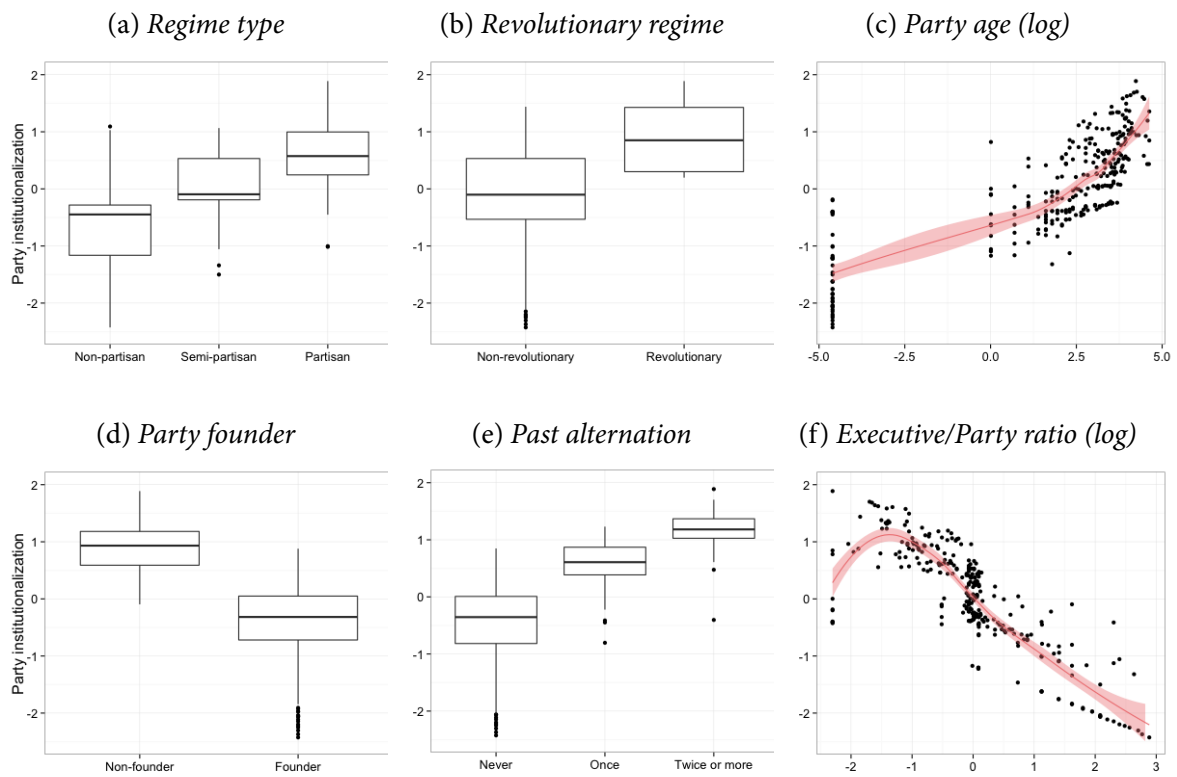 (a) Regime type
(b) Revolutionary regime
(c) Party age (log)
Party institutionalization
2
1
0
-1
-2
Non-partisan
Semi-partisan
Partisan
2
1
0
-1
-2
Non-revolutionary
Revolutionary
2
1
0
-1
-2
-5.0
-2.5
0.0
2.5
5.0
(d) Party founder
(e) Past alternation
(f) Executive/Party ratio (log)
Party institutionalization
2
1
0
-1
-2
Non-founder
Founder
2
1
0
-1
-2
Never
Once
Twice or more
2
1
0
-1
-2
-2
-1
0
1
2
3